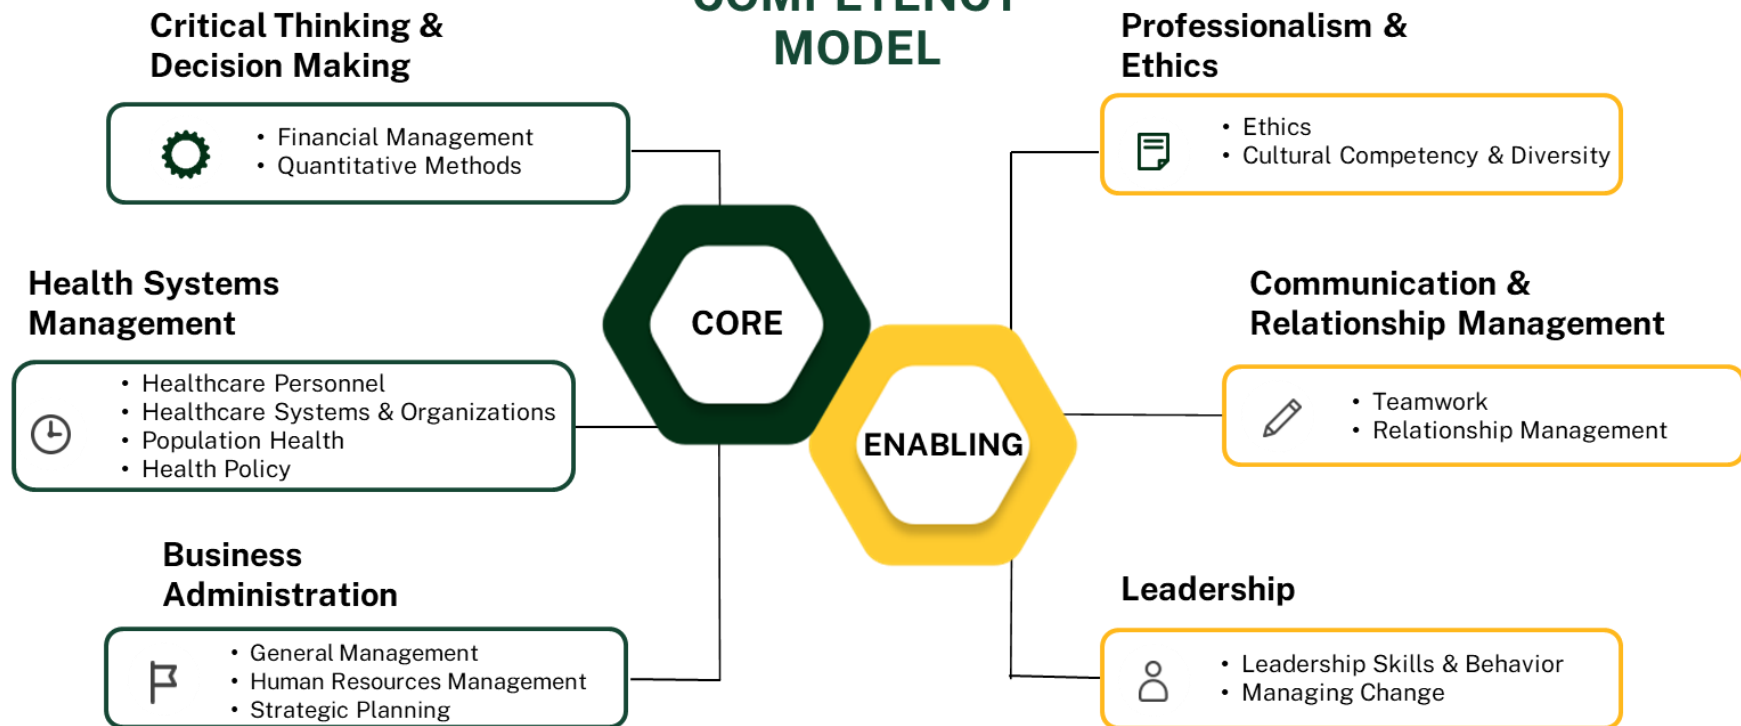 COMPETENCY
MODEL
Critical Thinking &
Decision Making
• Financial Management
• Quantitative Methods
Health Systems
Management
• Healthcare Personnel
• Healthcare Systems & Organizations
• Population Health
• Health Policy
Business
Administration
• General Management
• Human Resources Management
• Strategic Planning
CORE
ENABLING
Professionalism &
Ethics
• Ethics
• Cultural Competency & Diversity
Communication &
Relationship Management
• Teamwork
• Relationship Management
Leadership
• Leadership Skills & Behavior
• Managing Change